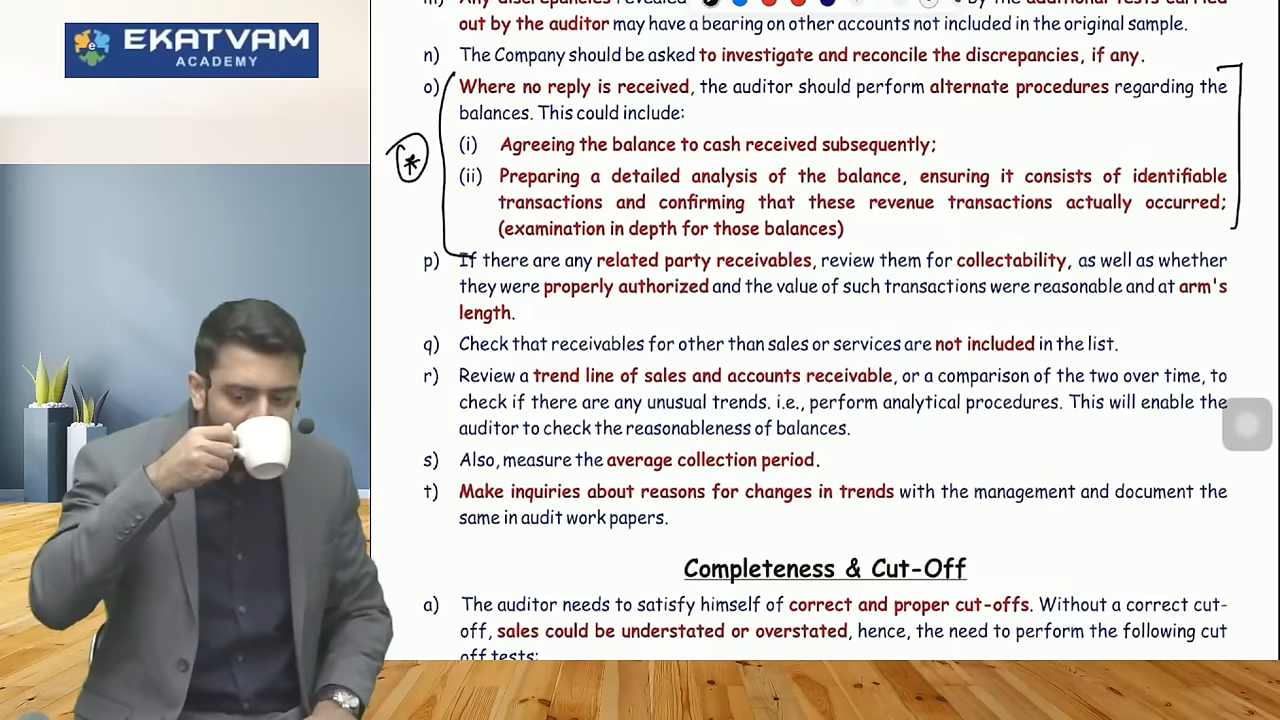 EKATVAM
ACADEMY
out by the auditor may have a bearing on other accounts not included in the original sample.
n) The Company should be asked to investigate and reconcile the discrepancies, if any.
o) Where no reply is received, the auditor should perform alternate procedures regarding the
balances. This could include:
(i) Agreeing the balance to cash received subsequently;
(ii) Preparing a detailed analysis of the balance, ensuring it consists of identifiable
transactions and confirming that these revenue transactions actually occurred;
(examination in depth for those balances)
p) If there are any related party receivables, review them for collectability, as well as whether
they were properly authorized and the value of such transactions were reasonable and at arm's
length.
q) Check that receivables for other than sales or services are not included in the list.
r) Review a trend line of sales and accounts receivable, or a comparison of the two over time, to
check if there are any unusual trends. i.e., perform analytical procedures. This will enable the
auditor to check the reasonableness of balances.
s) Also, measure the average collection period.
t) Make inquiries about reasons for changes in trends with the management and document the
same in audit work papers.
Completeness & Cut-Off
a) The auditor needs to satisfy himself of correct and proper cut-offs. Without a correct cut-
off, sales could be understated or overstated, hence, the need to perform the following cut
off tests: